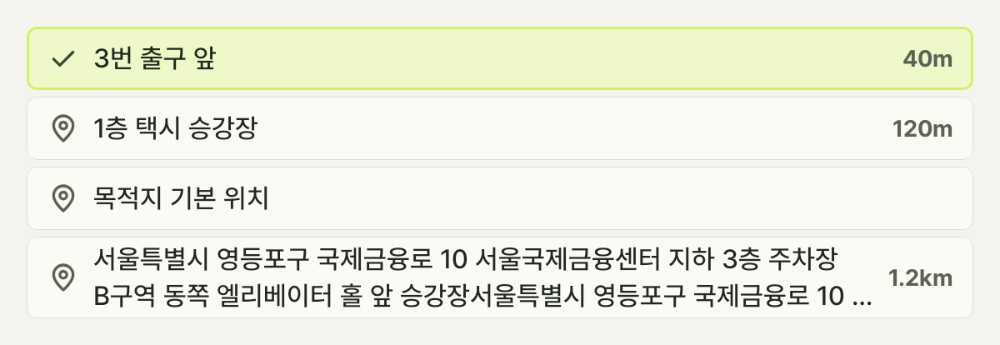 3번 출구 앞 40m
1층 택시 승강장 120m
목적지 기본 위치
서울특별시 영등포구 국제금융로 10 서울국제금융센터 지하 3층 주차장
B구역 동쪽 엘리베이터 홀 앞 승강장서울특별시 영등포구 국제금융로 10 ...
1.2km